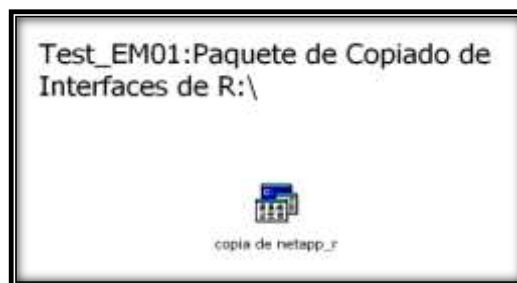 Test_EM01:Paquete de Copiado de
Interfaces de R:\
copia de netapp_r